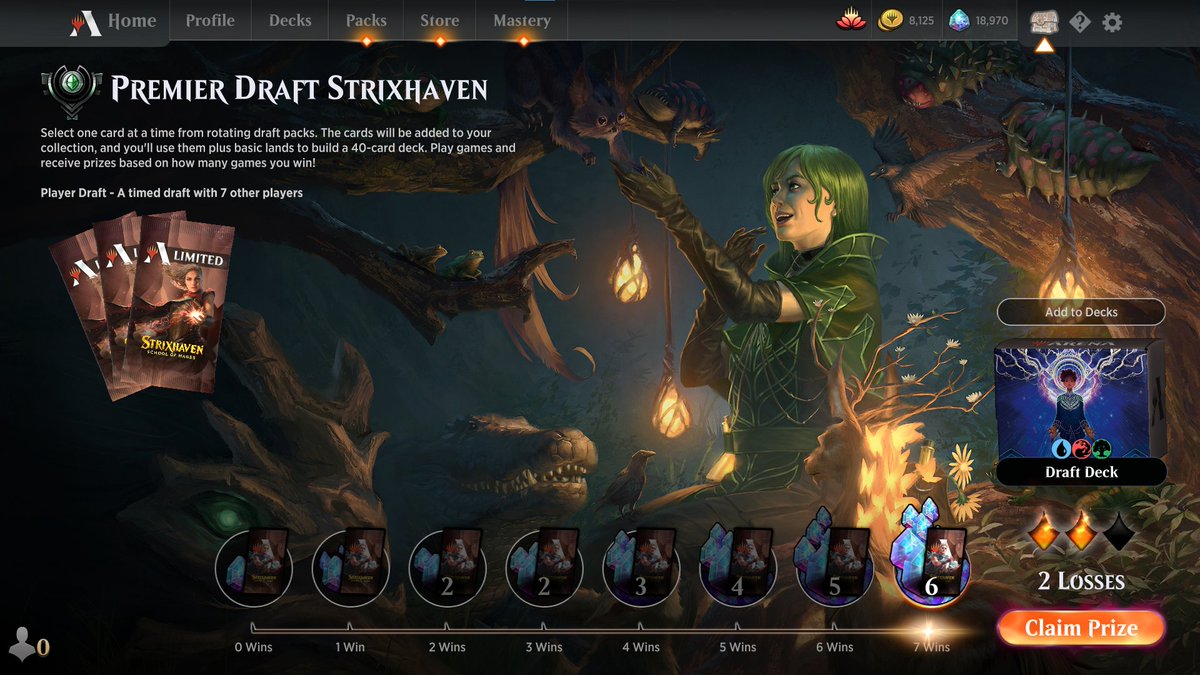 Home
Profile
Decks
Packs
Store
Mastery
8,125
18,970
Premier Draft Strixhaven
Select one card at a time from rotating draft packs. The cards will be added to your
collection, and you'll use them plus basic lands to build a 40-card deck. Play games and
receive prizes based on how many games you win!
Player Draft - A timed draft with 7 other players
LIMITED
STRIXHAVEN
SCHOOL OF MAGES
Add to Decks
ARENA
Draft Deck
2
2
3
4
5
6
2 Losses
Claim Prize
0 Wins
1 Win
2 Wins
3 Wins
4 Wins
5 Wins
6 Wins
7 Wins
0